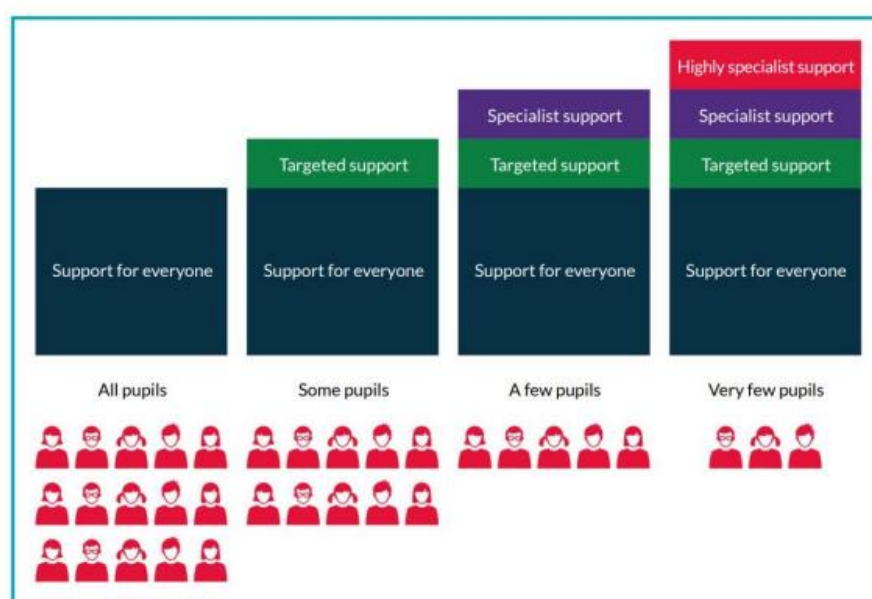 Highly specialist support
Specialist support
Specialist support
Targeted support
Targeted support
Targeted support
Support for everyone
Support for everyone
Support for everyone
Support for everyone
All pupils
Some pupils
A few pupils
Very few pupils